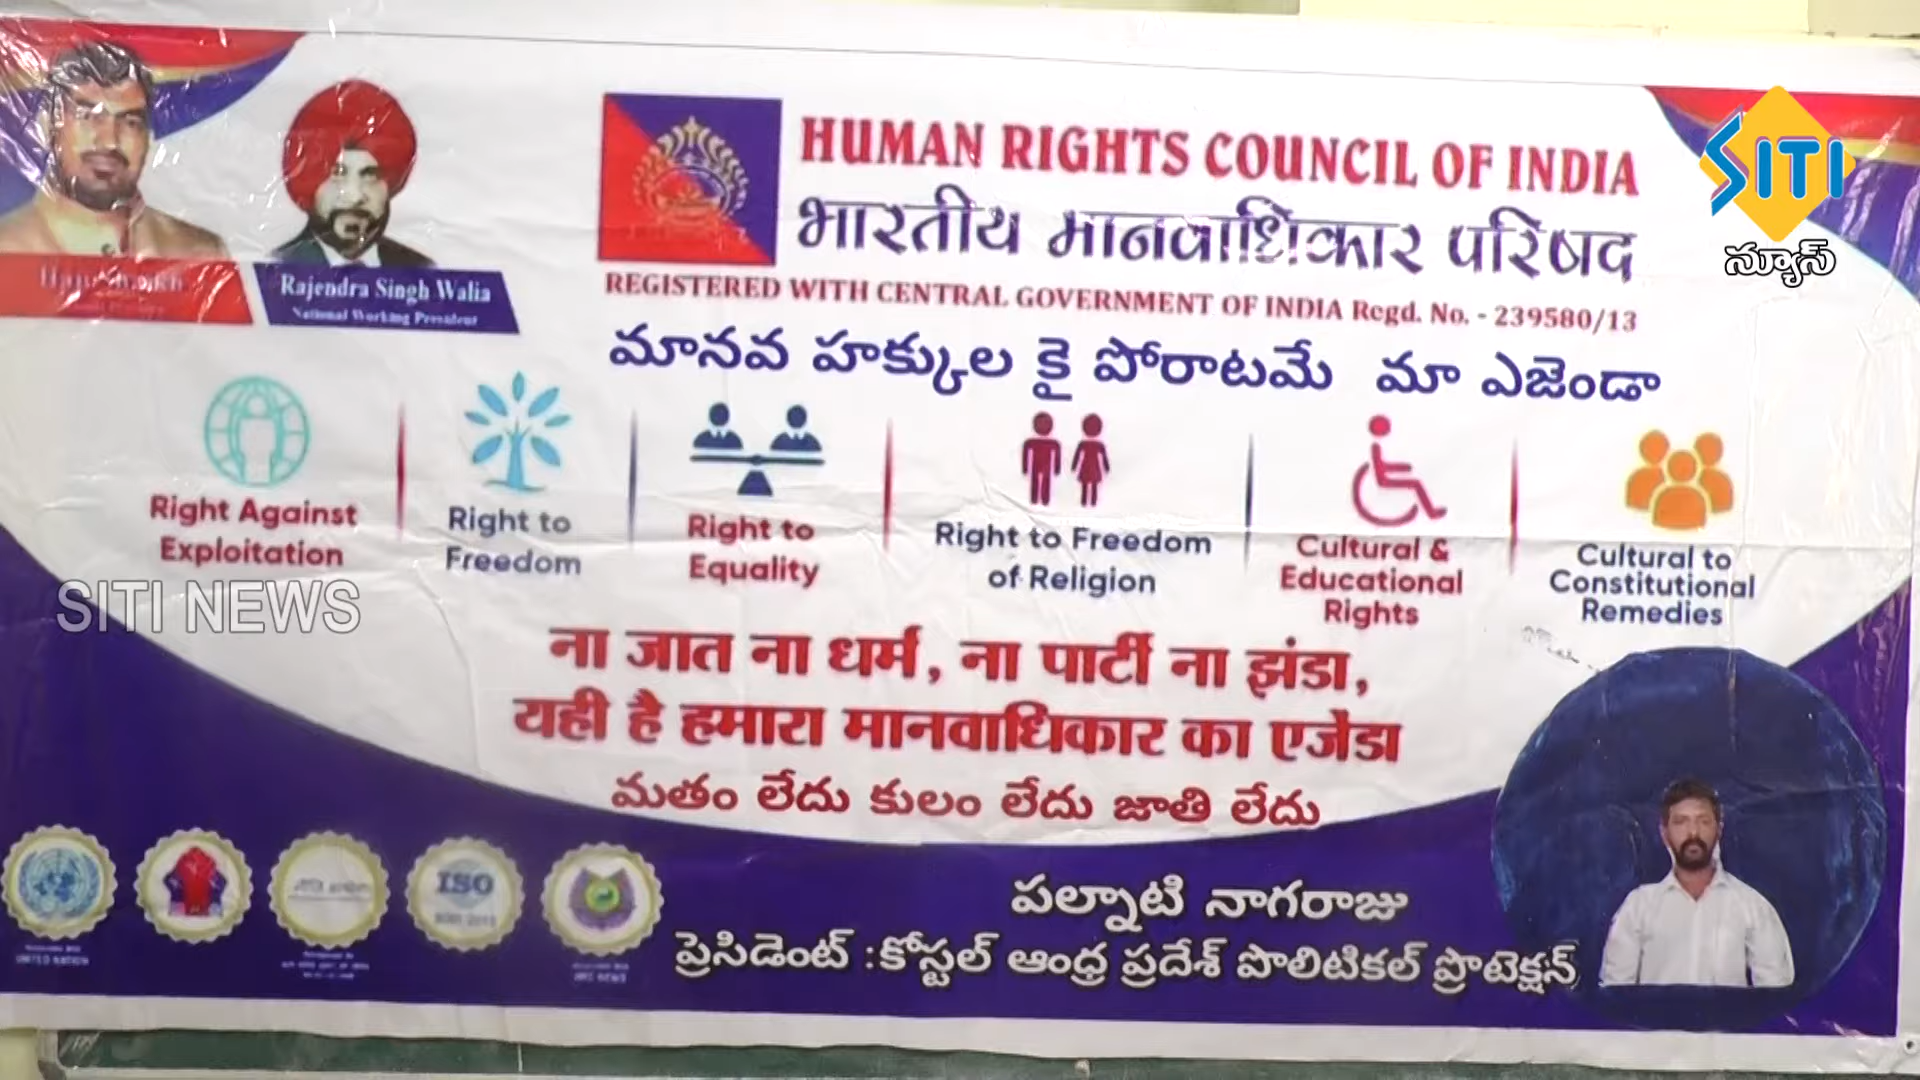 HUMAN RIGHTS COUNCIL OF INDIA
भारतीय मानवाधिकार परिषद
REGISTERED WITH CENTRAL GOVERNMENT OF INDIA Regd. No. - 239580/13
SITI
న్యూస్
Rajendra Singh Walia
National Working President
మానవ హక్కుల కై పోరాటమే మా ఎజెండా
Right Against
Exploitation
Right to
Freedom
Right to
Equality
Right to Freedom
of Religion
Cultural &
Educational
Rights
Cultural to
Constitutional
Remedies
SITI NEWS
ना जात ना धर्म, ना पार्टी ना झंडा,
यही है हमारा मानवाधिकार का एजेंडा
మతం లేదు కులం లేదు జాతి లేదు
ISO
UNITED NATION
పల్నాటి నాగరాజు
ప్రెసిడెంట్ :కోస్టల్ ఆంధ్ర ప్రదేశ్ పొలిటికల్ ప్రొటెక్షన్